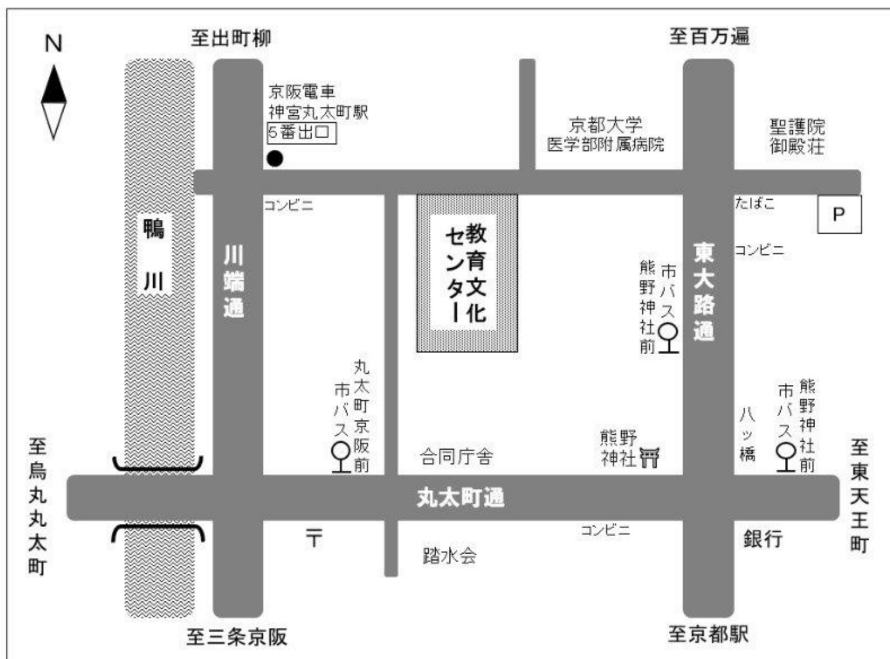 N
至出町柳
至百万遍
京阪電車
神宮丸太町駅
5番出口
京都大学
医学部附属病院
聖護院
御殿荘
コンビニ
たばこ
P
鴨川
川端通
教育文化
センター
東大路通
コンビニ
市バス
熊野神社前
丸太町京阪前
市バス
合同庁舎
熊野
神社
八ッ橋
熊野神社前
市バス
至烏丸丸太町
丸太町通
至東天王町
〒
コンビニ
銀行
踏水会
至三条京阪
至京都駅